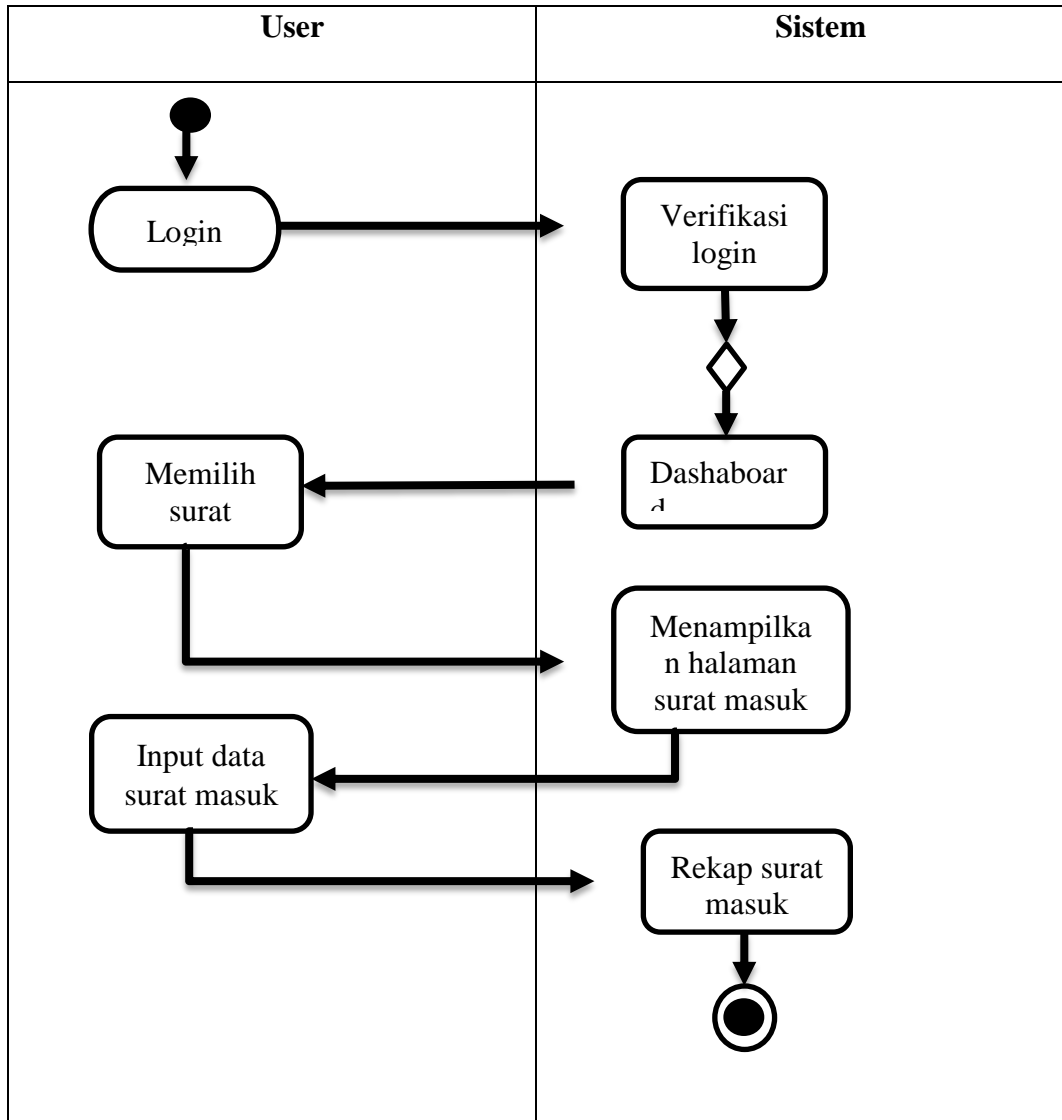 User
Sistem
Login
Verifikasi
login
Memilih
surat
Dashaboar
d
Menampilka
n halaman
surat masuk
Input data
surat masuk
Rekap surat
masuk